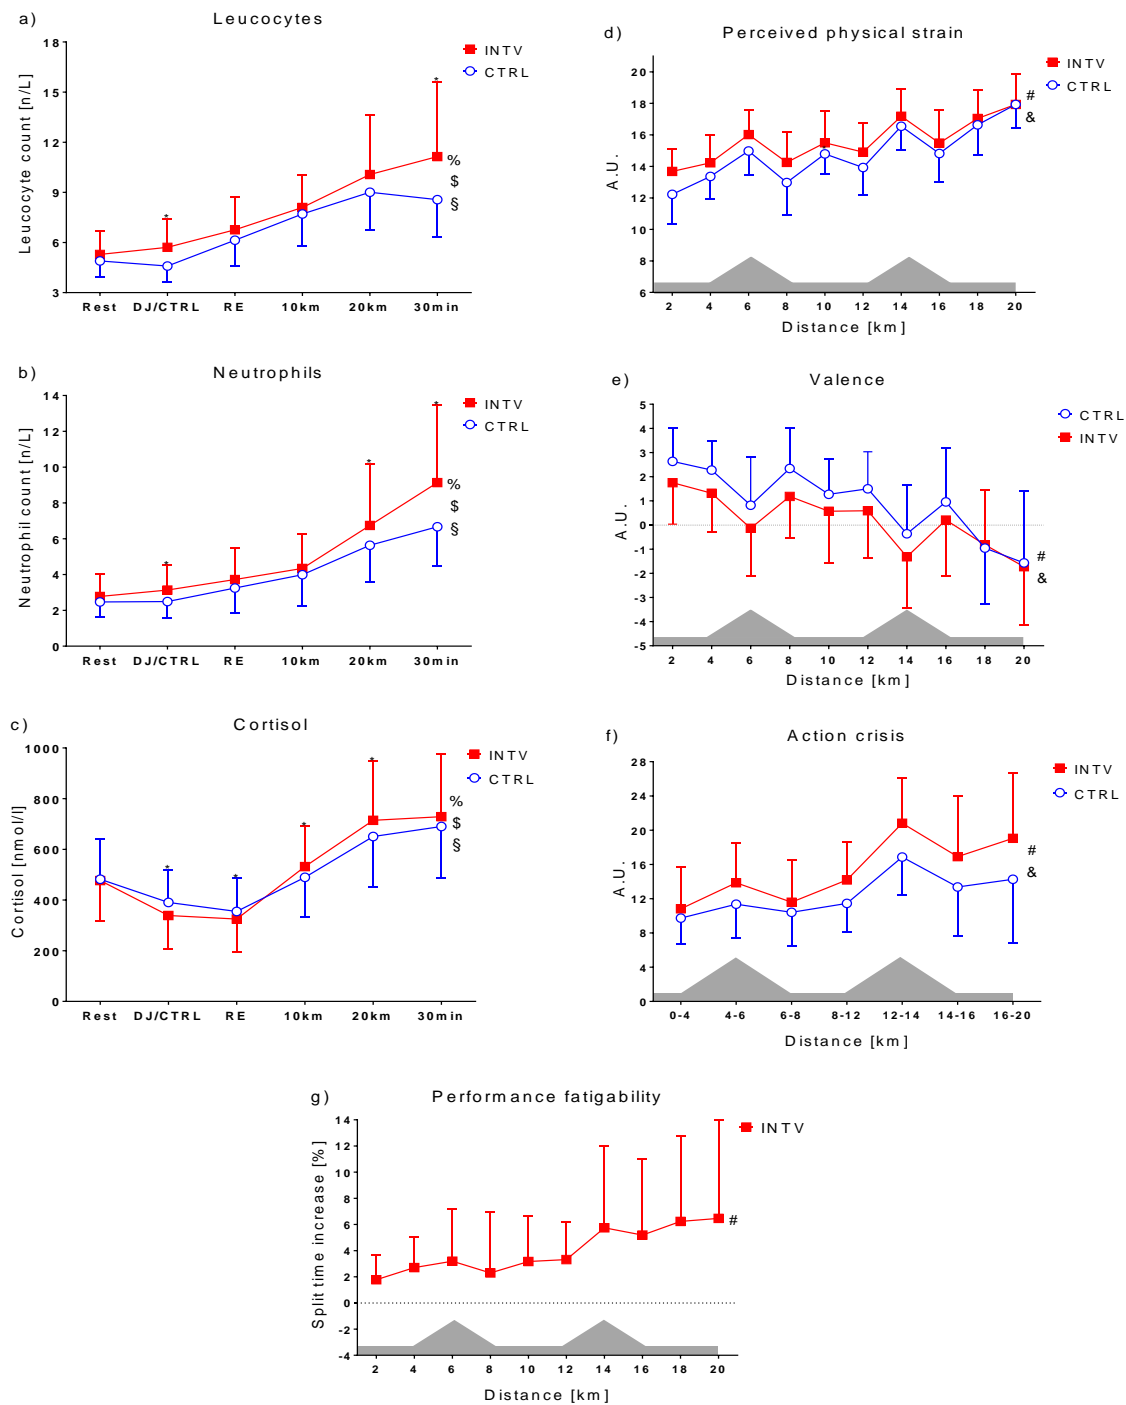 a) Leucocytes
Leucocyte count [n/L]
18
15
12
9
6
3
*
*
Rest DJ/CTRL RE 10km 20km 30min
INTV
CTRL
%
$
§
b) Neutrophils
Neutrophil count [n/L]
14
12
10
8
6
4
2
0
*
*
*
Rest DJ/CTRL RE 10km 20km 30min
INTV
CTRL
%
$
§
c) Cortisol
Cortisol [nmol/l]
1000
800
600
400
200
0
*
*
*
*
Rest DJ/CTRL RE 10km 20km 30min
INTV
CTRL
%
$
§
d) Perceived physical strain
A.U.
20
18
16
14
12
10
8
6
2 4 6 8 10 12 14 16 18 20
Distance [km]
INTV
CTRL
#
&
e) Valence
A.U.
5
4
3
2
1
0
-1
-2
-3
-4
-5
2 4 6 8 10 12 14 16 18 20
Distance [km]
CTRL
INTV
#
&
f) Action crisis
A.U.
28
24
20
16
12
8
4
0
0-4 4-6 6-8 8-12 12-14 14-16 16-20
Distance [km]
INTV
CTRL
#
&
g) Performance fatigability
Split time increase [%]
14
12
10
8
6
4
2
0
-2
-4
2 4 6 8 10 12 14 16 18 20
Distance [km]
INTV
#